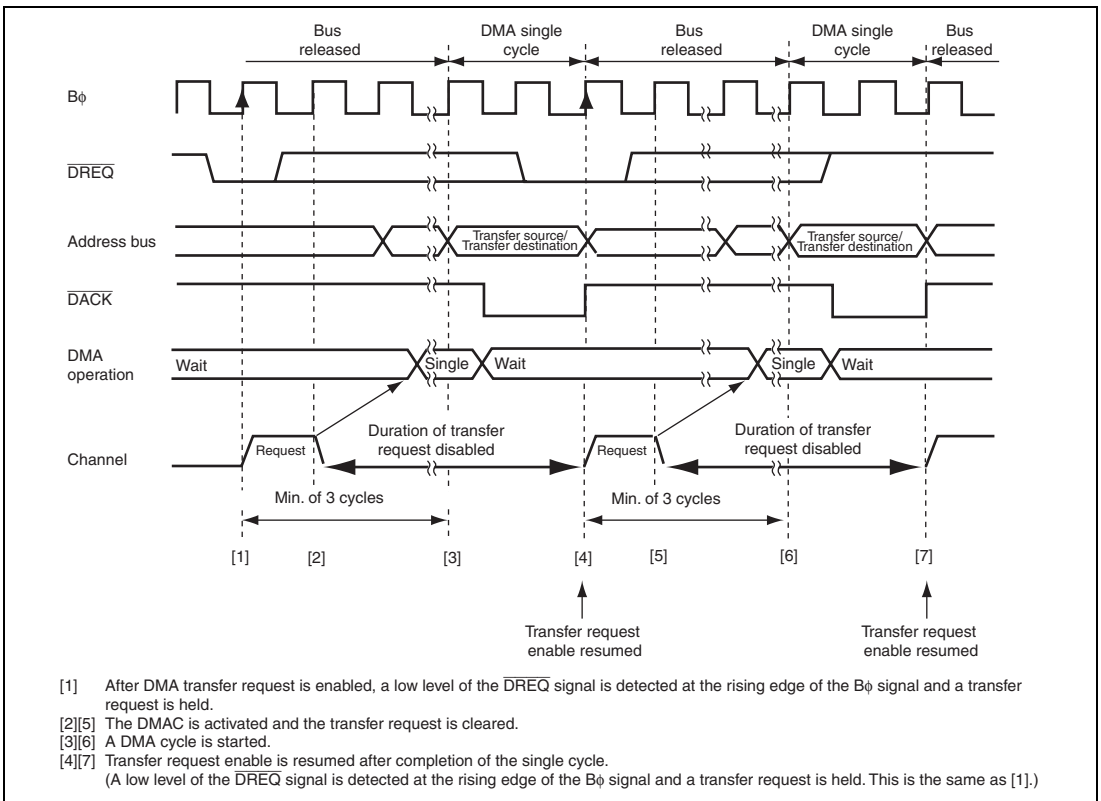 Bus released
DMA single cycle
Bus released
DMA single cycle
Bus released
Bφ
DREQ
Address bus
Transfer source/
Transfer destination
Transfer source/
Transfer destination
DACK
DMA operation
Wait
Single
Wait
Single
Wait
Channel
Request
Duration of transfer request disabled
Request
Duration of transfer request disabled
Min. of 3 cycles
Min. of 3 cycles
[1]
[2]
[3]
[4]
[5]
[6]
[7]
Transfer request enable resumed
Transfer request enable resumed
[1] After DMA transfer request is enabled, a low level of the DREQ signal is detected at the rising edge of the Bφ signal and a transfer
request is held.
[2][5] The DMAC is activated and the transfer request is cleared.
[3][6] A DMA cycle is started.
[4][7] Transfer request enable is resumed after completion of the single cycle.
(A low level of the DREQ signal is detected at the rising edge of the Bφ signal and a transfer request is held. This is the same as [1].)